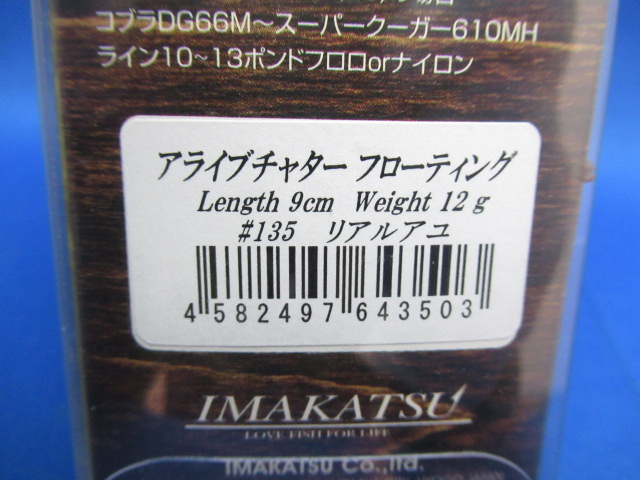 コブラDG66M～スーパークーガー610MH
ライン10～13ポンドフロロorナイロン
アライブチャター フローティング
Length 9cm Weight 12 g
#135 リアルアユ
4582497643503
IMAKATSU
LOVE FISH FOR LIFE
IMAKATSU Co.,ltd.